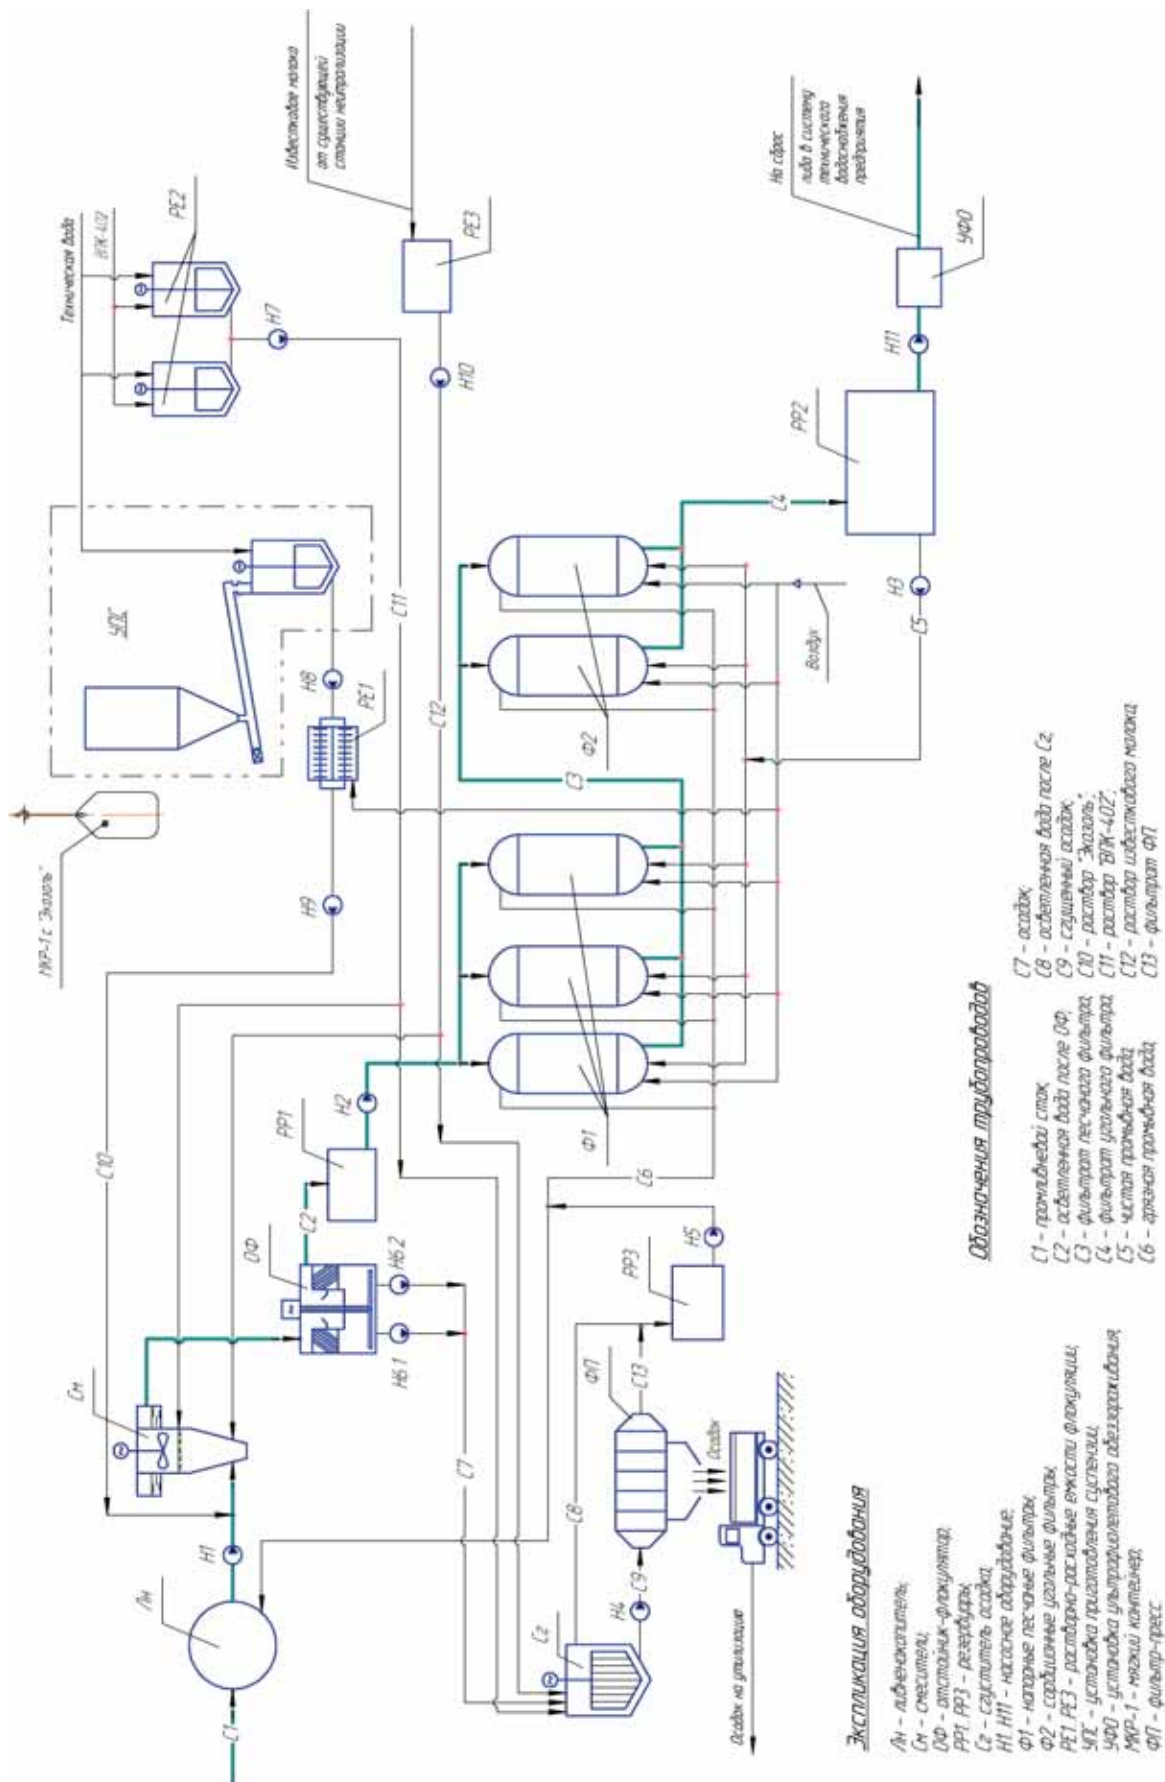 С1
Лн
Н1
См
С10
С2
ОФ
Н6.1
Н6.2
С7
РР1
Н2
МКР-1 с "Экозоль"
Н9
РЕ1
Н8
УПС
Техническая вода
ВПК-402
РЕ2
Н7
С11
Известковое молоко
от существующей
станции нейтрализации
РЕ3
Н10
С12
Ф1
С3
Ф2
С4
Воздух
С5
Н3
РР2
Н11
УФО
На сброс
либо в систему
технического
водоснабжения
предприятия
С6
Н5
РР3
С8
С13
ФП
С9
Н4
Сг
Осадок
Осадок на утилизацию
Экспликация оборудования
Лн - ливненакопитель;
См - смесители;
ОФ - отстойник-флокулятор;
РР1..РР3 - резервуары;
Сг - сгуститель осадка;
Н1..Н11 - насосное оборудование;
Ф1 - напорные песчаные фильтры;
Ф2 - сорбционные угольные фильтры;
РЕ1..РЕ3 - растворно-расходные емкости флокуляции;
УПС - установка приготовления суспензии;
УФО - установка ультрафиолетового обеззараживания;
МКР-1 - мягкий контейнер;
ФП - фильтр-пресс
Обозначения трубопроводов
С1 - промливневой сток;
С2 - осветленная вода после ОФ;
С3 - фильтрат песчаного фильтра;
С4 - фильтрат угольного фильтра;
С5 - чистая промывная вода;
С6 - грязная промывная вода;
С7 - осадок;
С8 - осветленная вода после Сг;
С9 - сгущенный осадок;
С10 - раствор "Экозоль";
С11 - раствор "ВПК-402";
С12 - раствор известкового молока;
С13 - фильтрат ФП